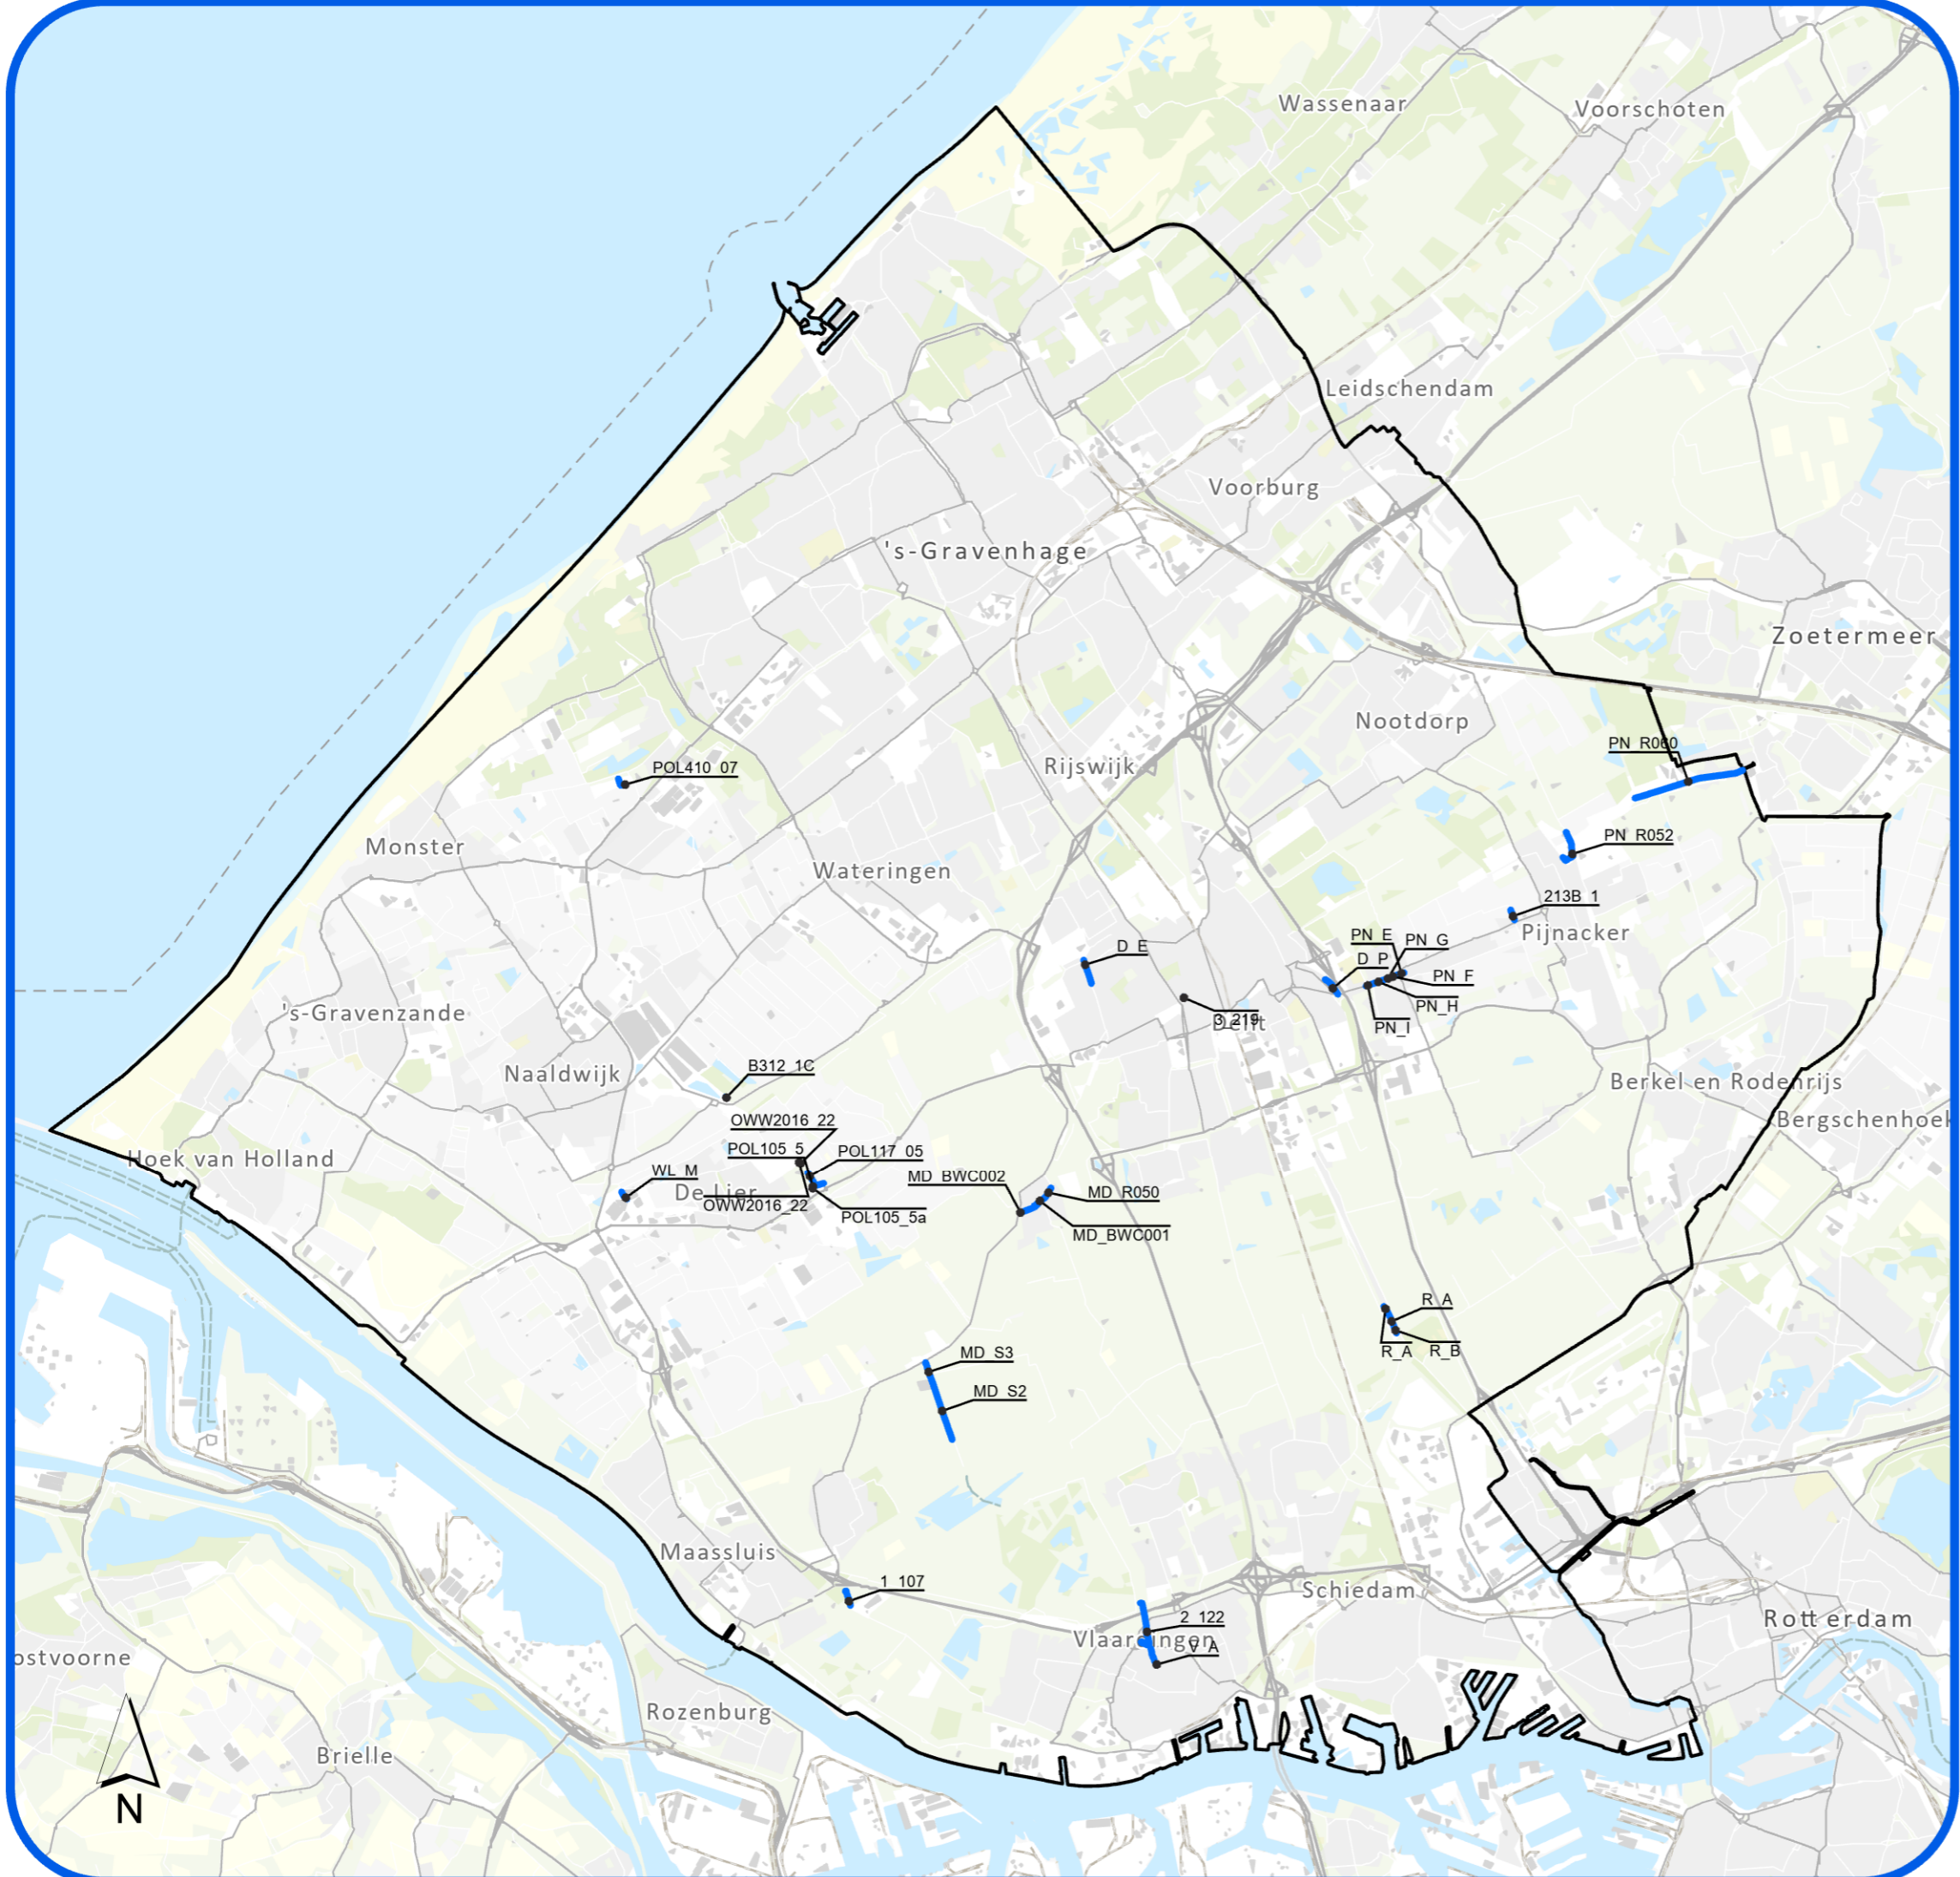 Wassenaar
Voorschoten
Leidschendam
Voorburg
's-Gravenhage
Zoetermeer
Nootdorp
PN_R060
Rijswijk
POL410_07
PN_R052
Monster
Wateringen
213B_1
Pijnacker
PN_E
PN_G
D_E
D_P
PN_F
PN_H
's-Gravenzande
3_219
Delft
PN_I
B312_1C
Naaldwijk
Berkel en Rodenrijs
Bergschenhoek
OWW2016_22
POL105_5
POL117_05
Hoek van Holland
WL_M
De Lier
MD_BWC002
MD_R050
OWW2016_22
POL105_5a
MD_BWC001
R_A
R_A
R_B
MD_S3
MD_S2
Maassluis
1_107
Schiedam
2_122
Rotterdam
Vlaardingen
V_A
ostvoorne
Rozenburg
Brielle
N